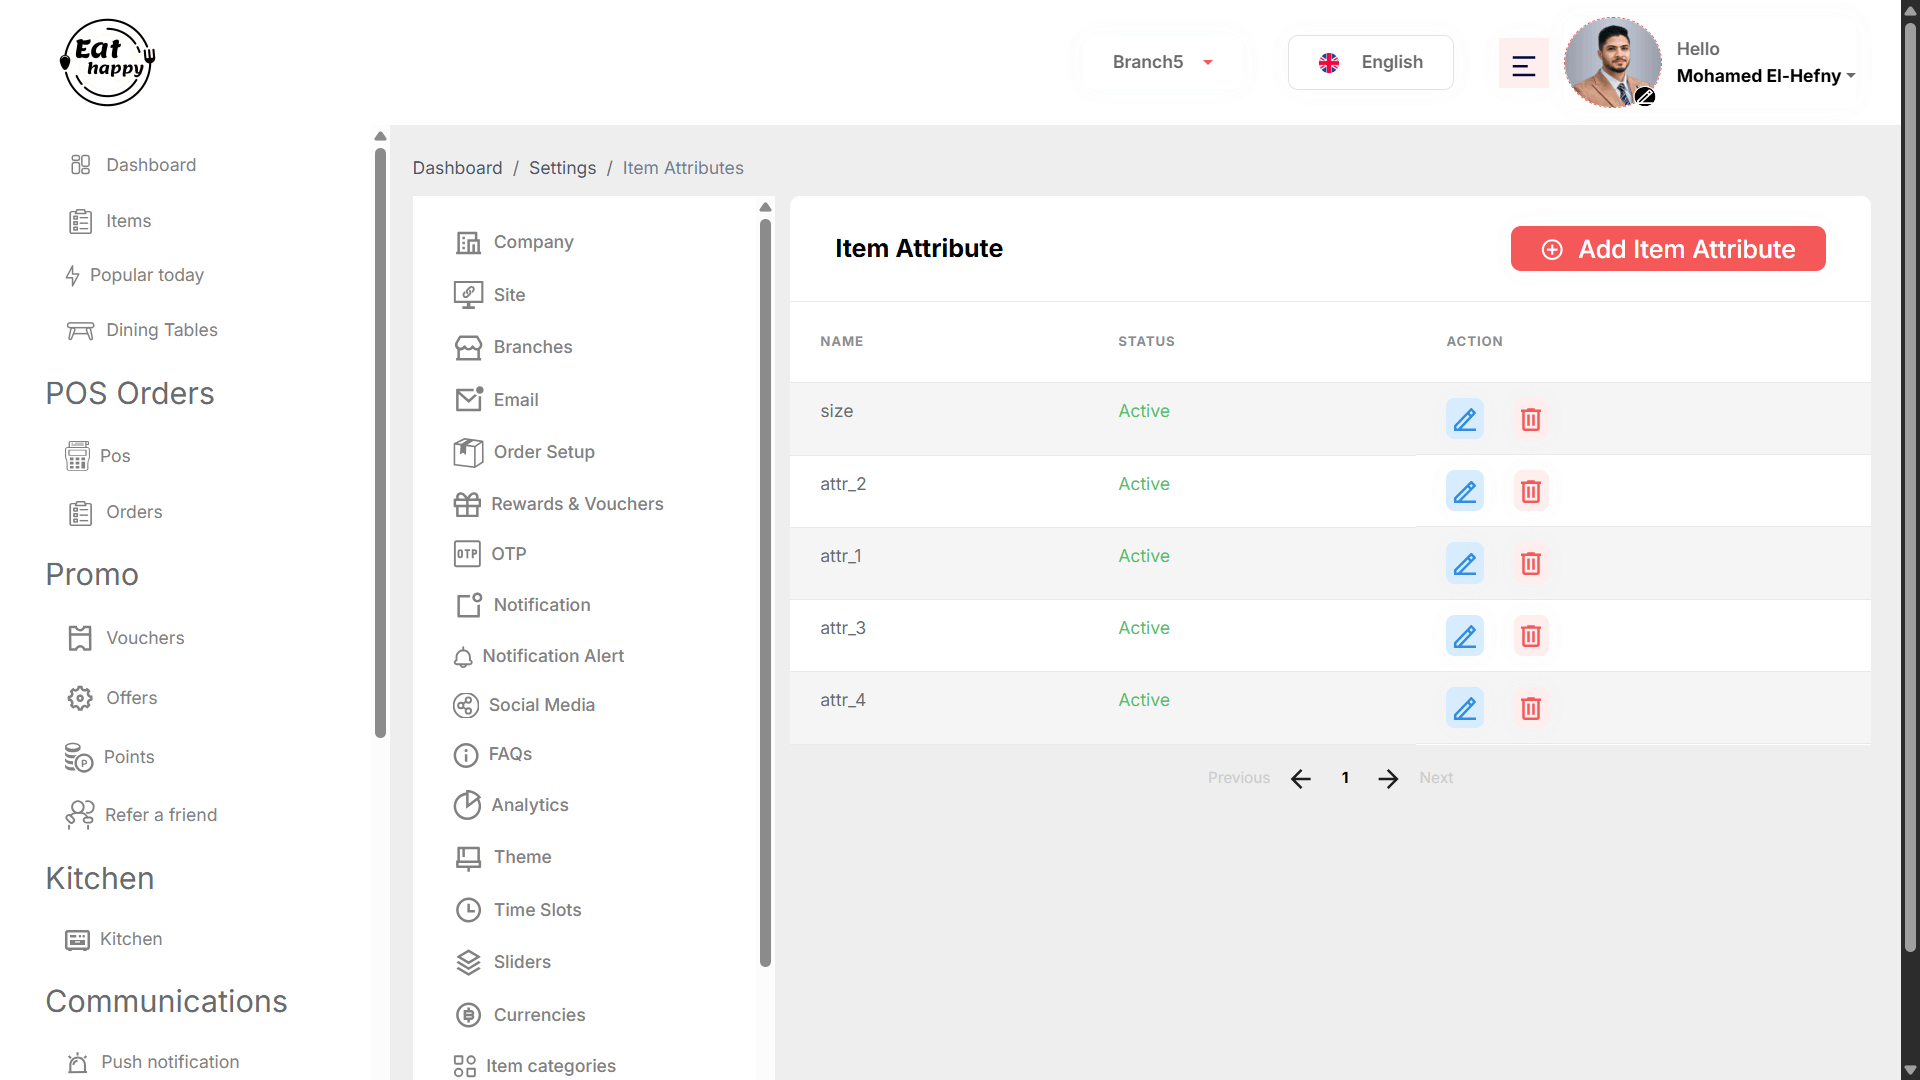 Eat
happy
Branch5
English
Hello
Mohamed El-Hefny
Dashboard
Items
Popular today
Dining Tables
POS Orders
Pos
Orders
Promo
Vouchers
Offers
Points
Refer a friend
Kitchen
Kitchen
Communications
Push notification
Dashboard / Settings / Item Attributes
Company
Site
Branches
Email
Order Setup
Rewards & Vouchers
OTP OTP
Notification
Notification Alert
Social Media
FAQs
Analytics
Theme
Time Slots
Sliders
Currencies
Item categories
Item Attribute
Add Item Attribute
NAME STATUS ACTION
size Active
attr_2 Active
attr_1 Active
attr_3 Active
attr_4 Active
Previous 1 Next